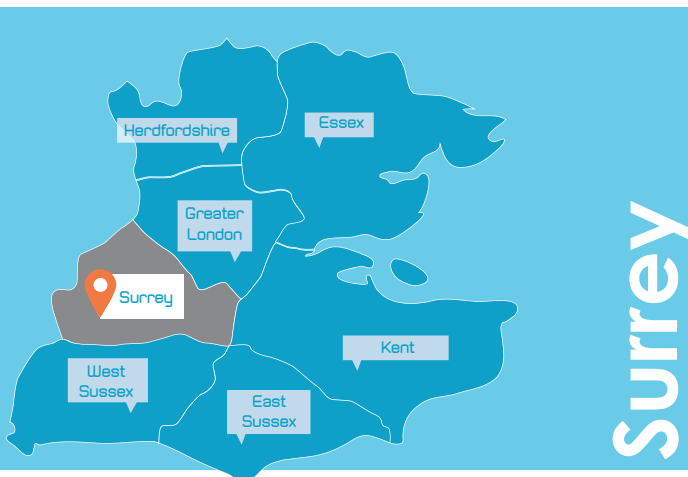 Herdfordshire
Essex
Greater
London
Surrey
Kent
West
Sussex
East
Sussex
Surrey